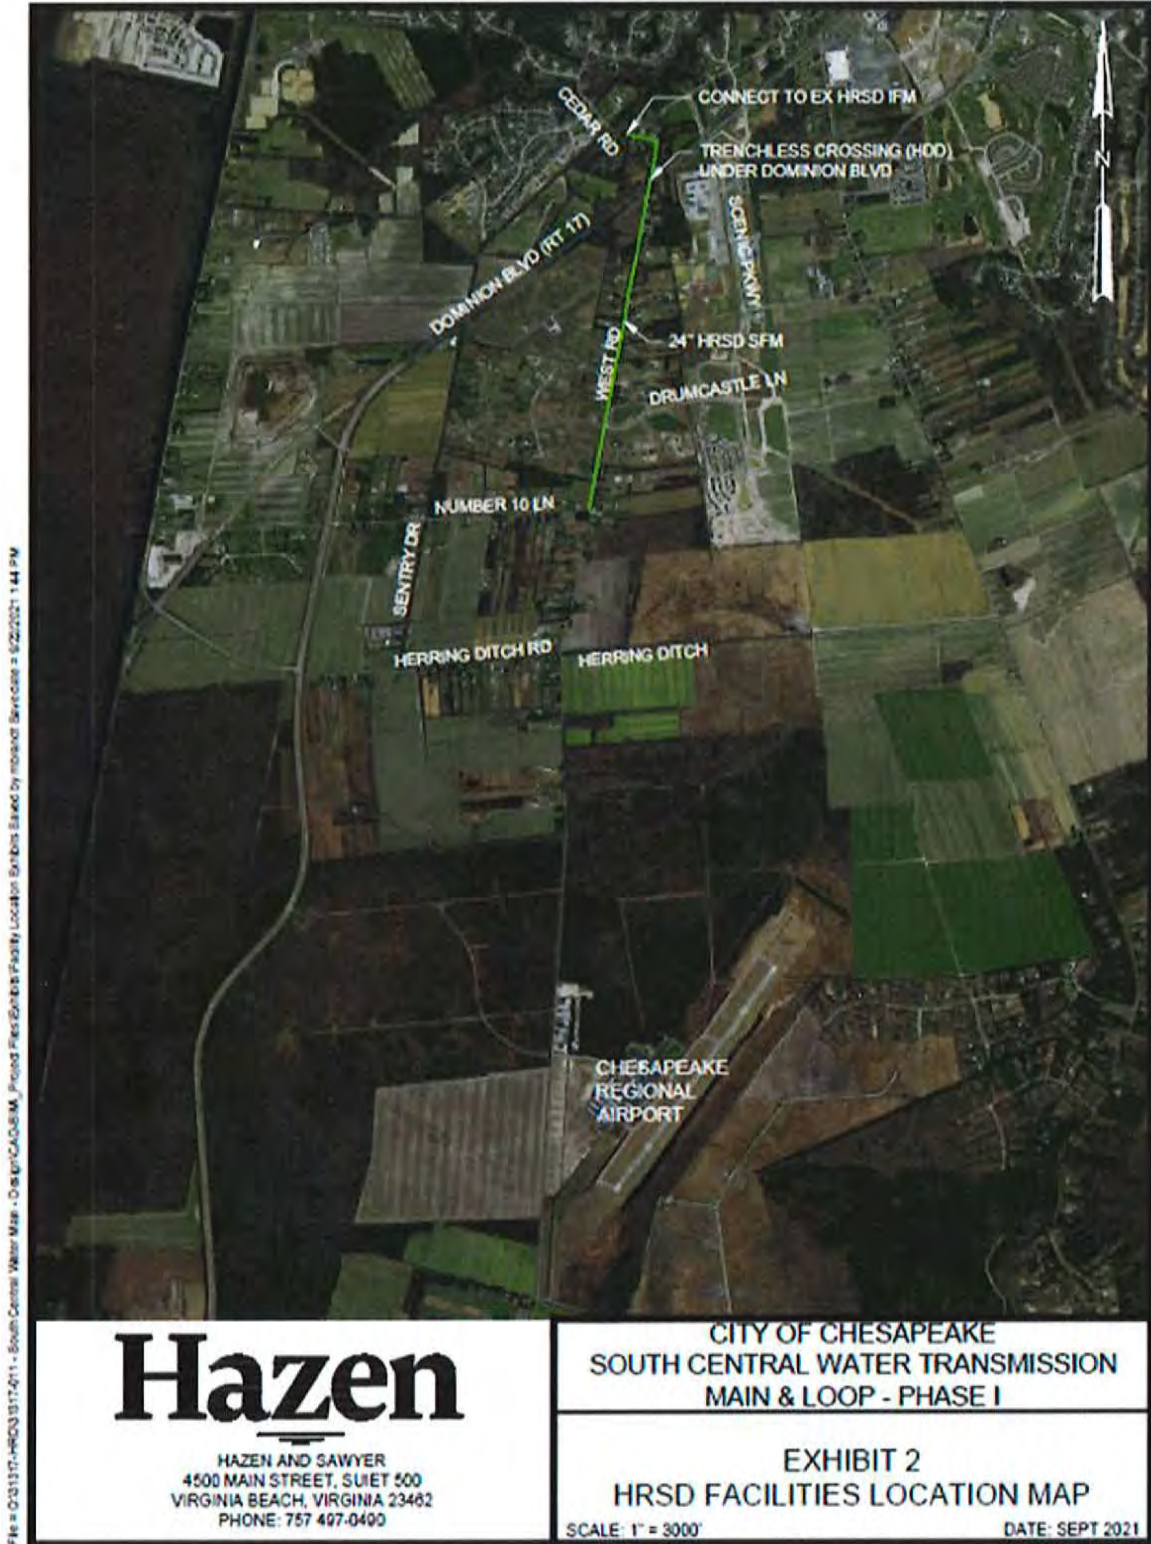 CEDAR RD
CONNECT TO EX HRSD IFM
TRENCHLESS CROSSING (HDD)
UNDER DOMINION BLVD
N
SCENIC PKWY
DOMINION BLVD (RT 17)
WEST RD
24" HRSD SFM
DRUMCASTLE LN
NUMBER 10 LN
SENTRY DR
HERRING DITCH RD
HERRING DITCH
CHESAPEAKE
REGIONAL
AIRPORT
Hazen
HAZEN AND SAWYER
4500 MAIN STREET, SUIET 500
VIRGINIA BEACH, VIRGINIA 23462
PHONE: 757 497-0490
CITY OF CHESAPEAKE
SOUTH CENTRAL WATER TRANSMISSION
MAIN & LOOP - PHASE I
EXHIBIT 2
HRSD FACILITIES LOCATION MAP
SCALE: 1" = 3000'
DATE: SEPT 2021